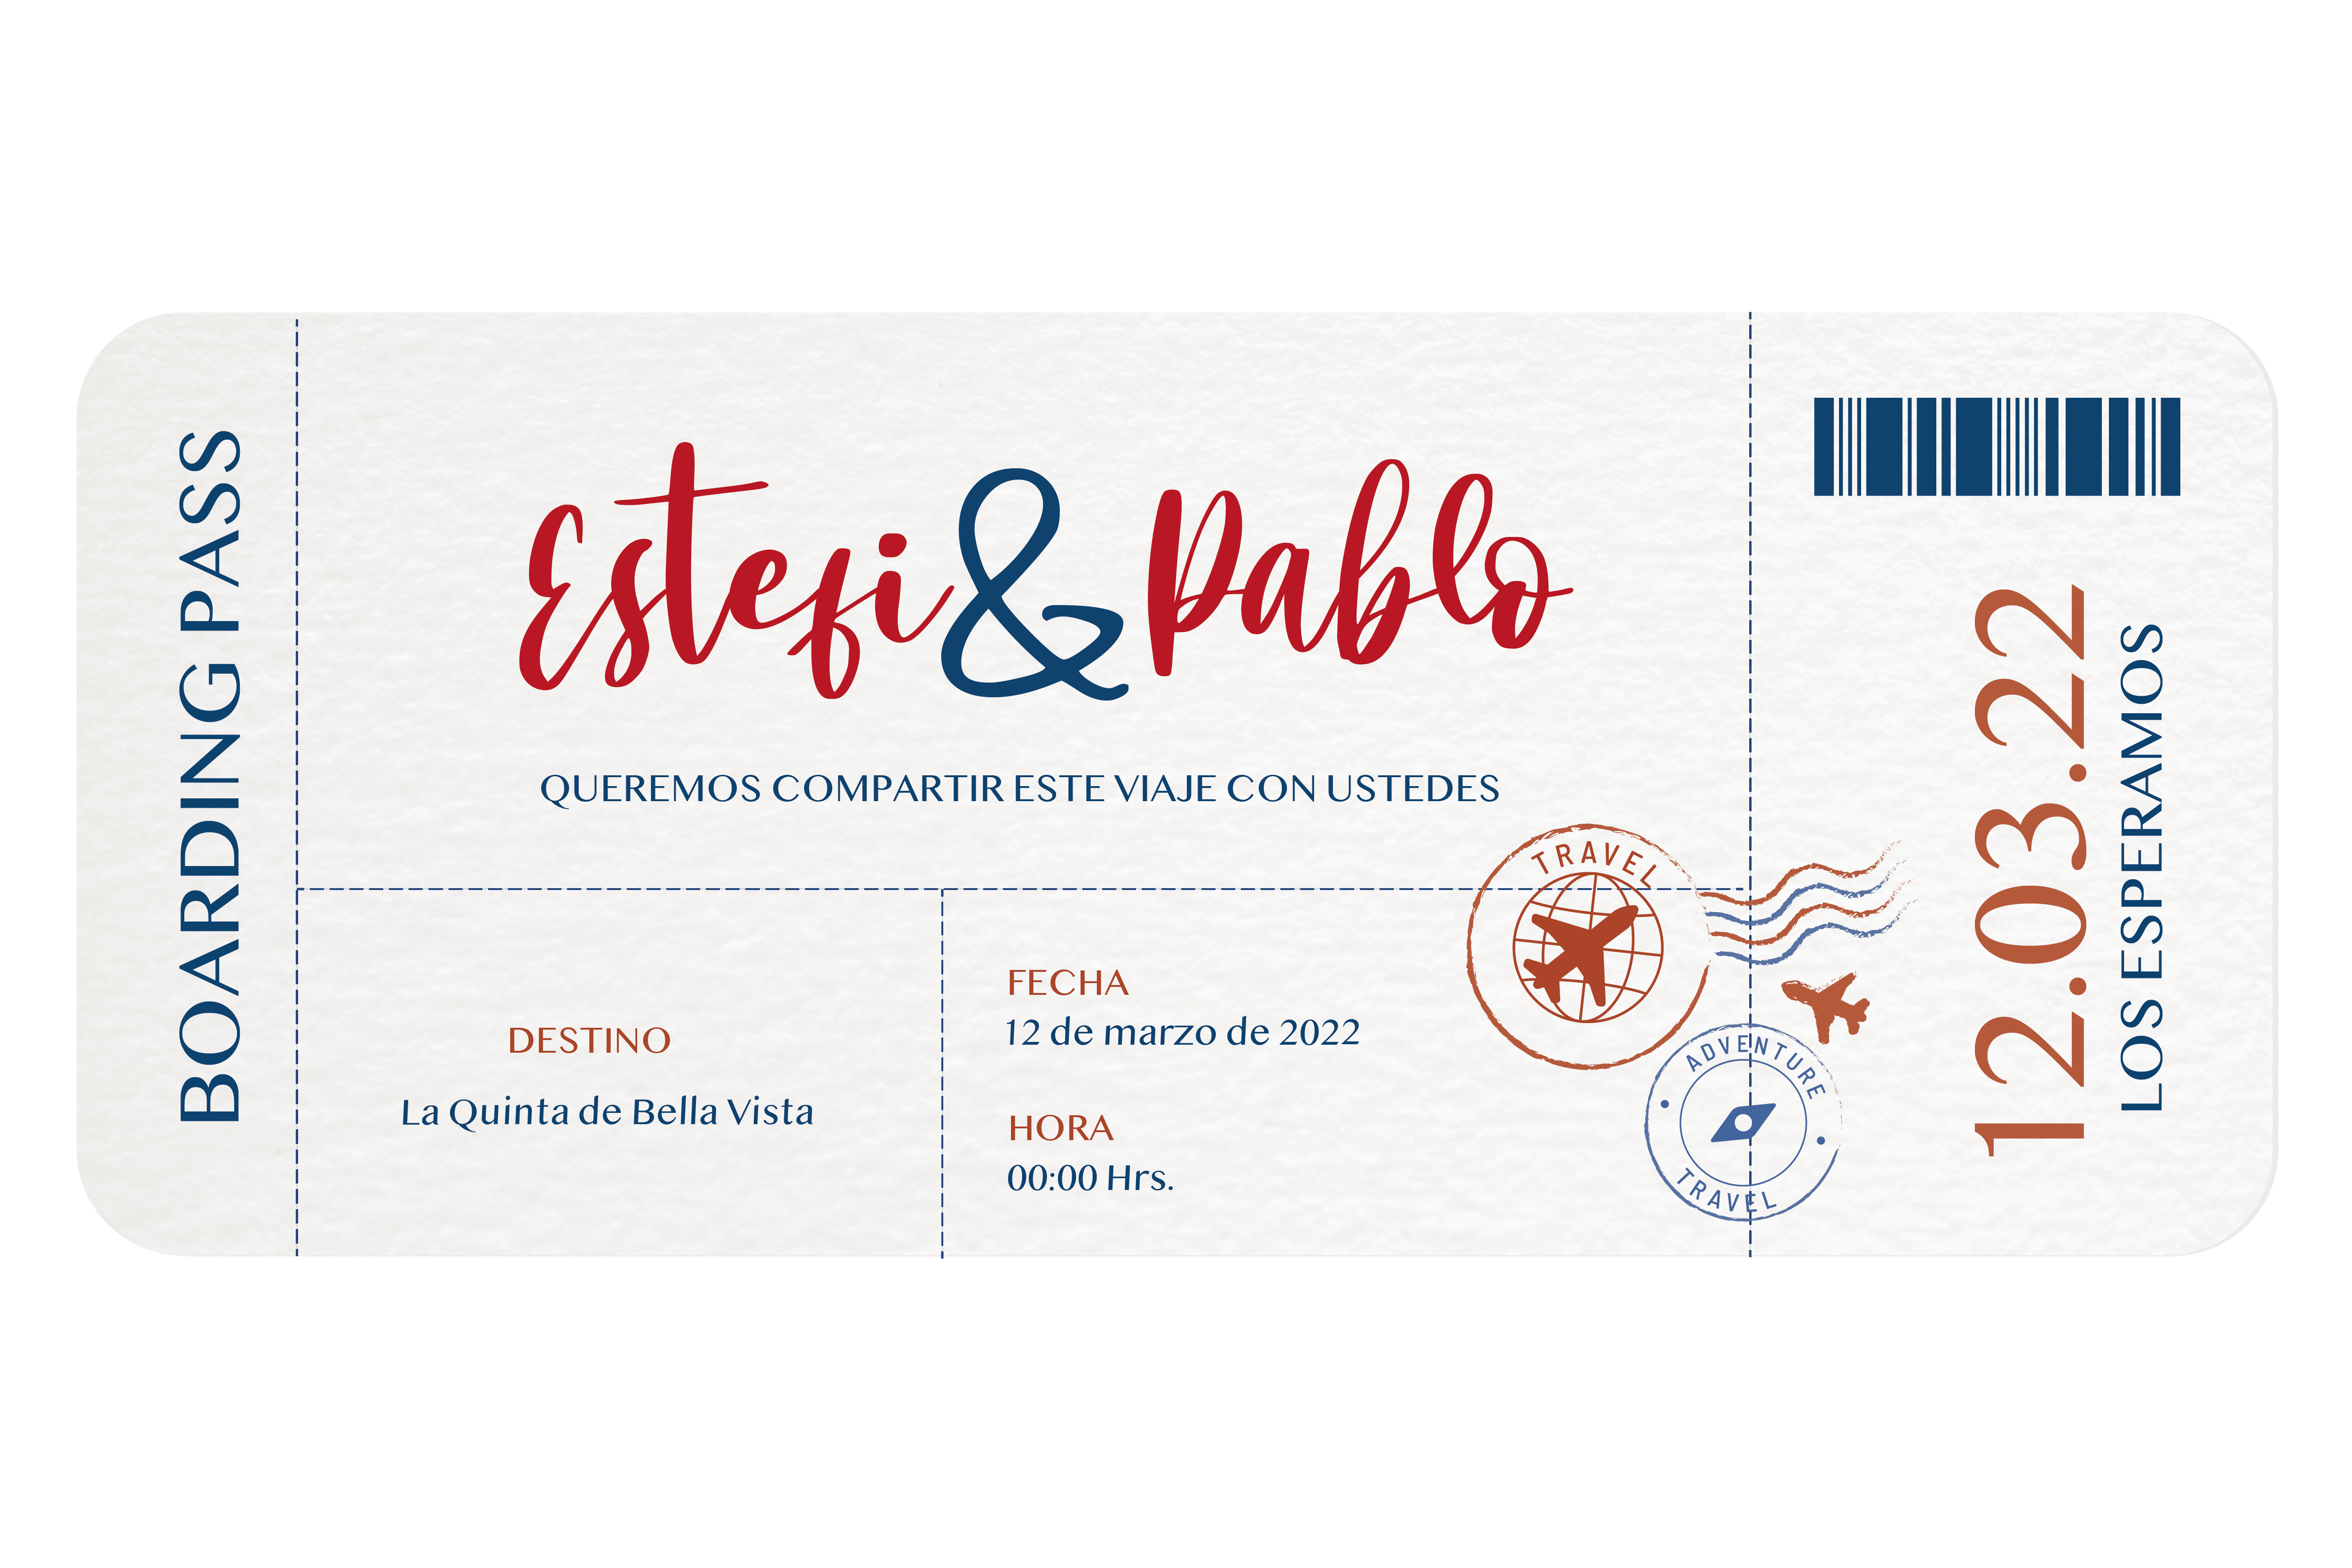 BOARDING PASS
Estefi & Pablo
QUEREMOS COMPARTIR ESTE VIAJE CON USTEDES
DESTINO
La Quinta de Bella Vista
FECHA
12 de marzo de 2022
HORA
00:00 Hrs.
TRAVEL
ADVENTURE
TRAVEL
12.03.22
LOS ESPERAMOS